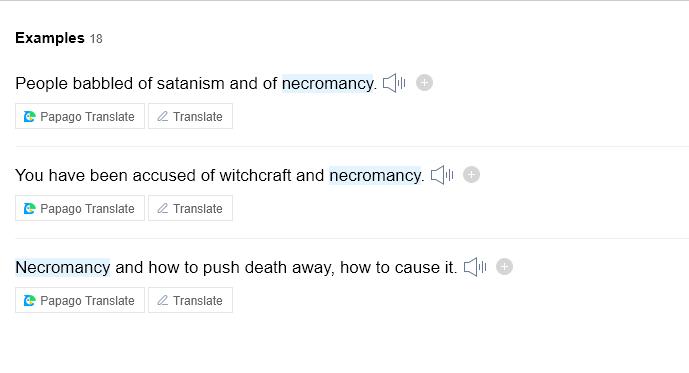 Examples 18
People babbled of satanism and of necromancy.
Papago Translate Translate
You have been accused of witchcraft and necromancy.
Papago Translate Translate
Necromancy and how to push death away, how to cause it.
Papago Translate Translate